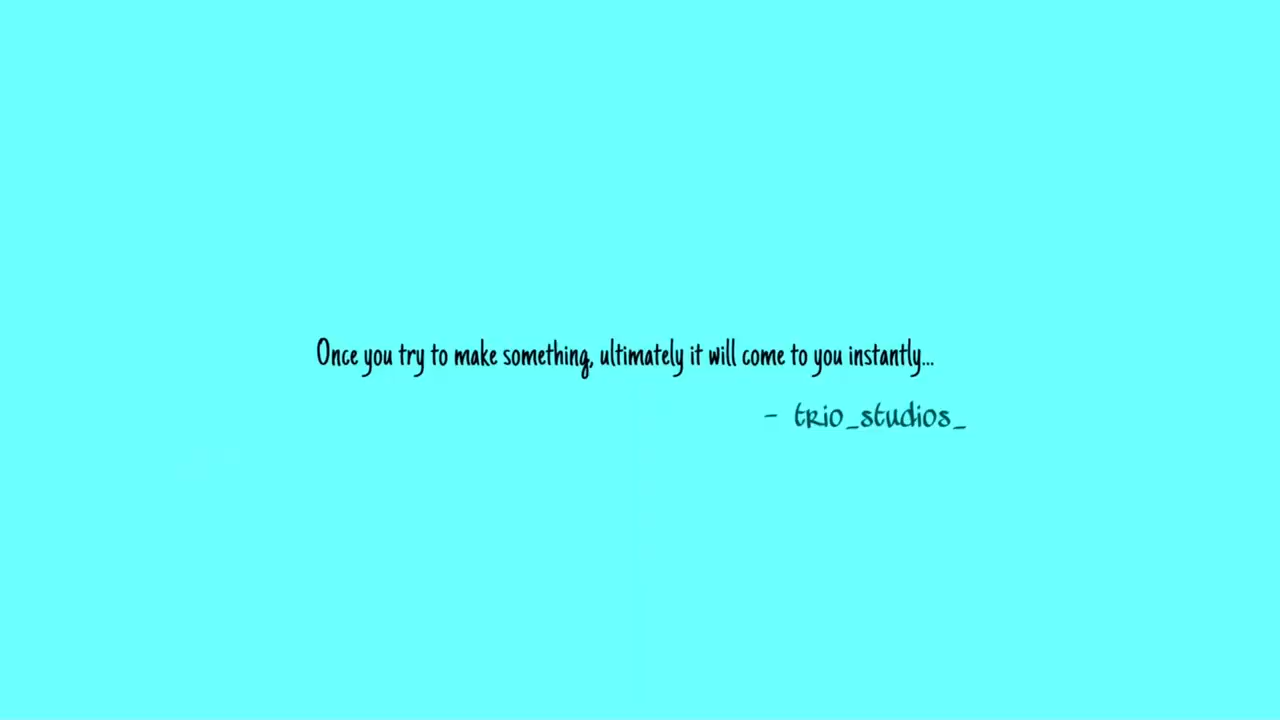 Once you try to make something, ultimately it will come to you instantly...
- trio_studios_